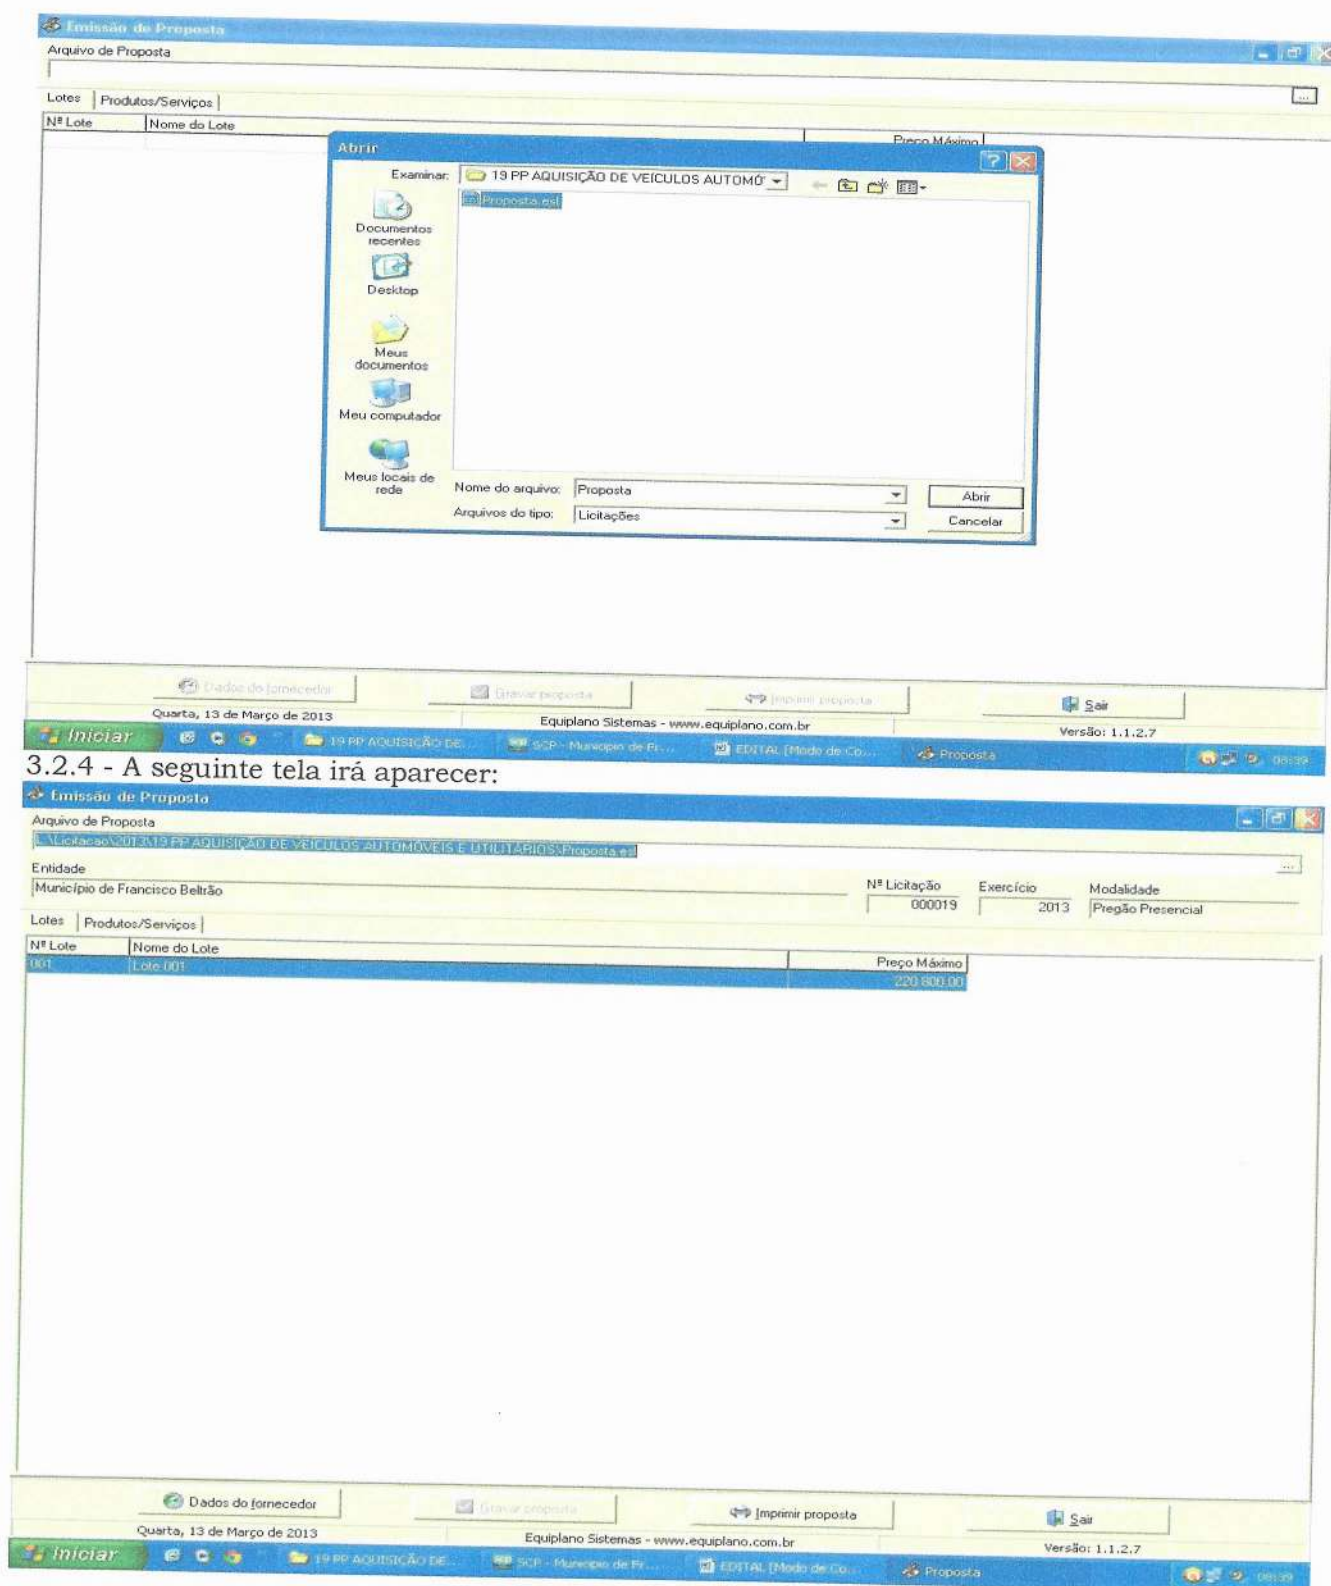 Emissão de Proposta
Arquivo de Proposta
...
Lotes Produtos/Serviços
Nº Lote Nome do Lote Preço Máximo
Abrir
Examinar: 19 PP AQUISIÇÃO DE VEÍCULOS AUTOMÓ
Proposta.esl
Documentos
recentes
Desktop
Meus
documentos
Meu computador
Meus locais de
rede
Nome do arquivo: Proposta Abrir
Arquivos do tipo: Licitações Cancelar
Dados do fornecedor Gravar proposta Imprimir proposta Sair
Quarta, 13 de Março de 2013 Equiplano Sistemas - www.equiplano.com.br Versão: 1.1.2.7
Iniciar 19 PP AQUISIÇÃO DE... SCP - Municipio de Fr... EDITAL [Modo de Co... Proposta 08:39
3.2.4 - A seguinte tela irá aparecer:
Emissão de Proposta
Arquivo de Proposta
L:\Licitacao\2013\19 PP AQUISIÇÃO DE VEÍCULOS AUTOMÓVEIS E UTILITÁRIOS\Proposta.esl
...
Entidade Nº Licitação Exercício Modalidade
Município de Francisco Beltrão 000019 2013 Pregão Presencial
Lotes Produtos/Serviços
Nº Lote Nome do Lote Preço Máximo
001 Lote 001 220.800,00
Dados do fornecedor Gravar proposta Imprimir proposta Sair
Quarta, 13 de Março de 2013 Equiplano Sistemas - www.equiplano.com.br Versão: 1.1.2.7
Iniciar 19 PP AQUISIÇÃO DE... SCP - Municipio de Fr... EDITAL [Modo de Co... Proposta 08:39